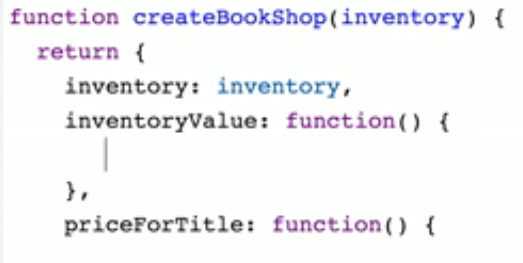 function createBookShop(inventory) {
return {
inventory: inventory,
inventoryValue: function() {
},
priceForTitle: function() {